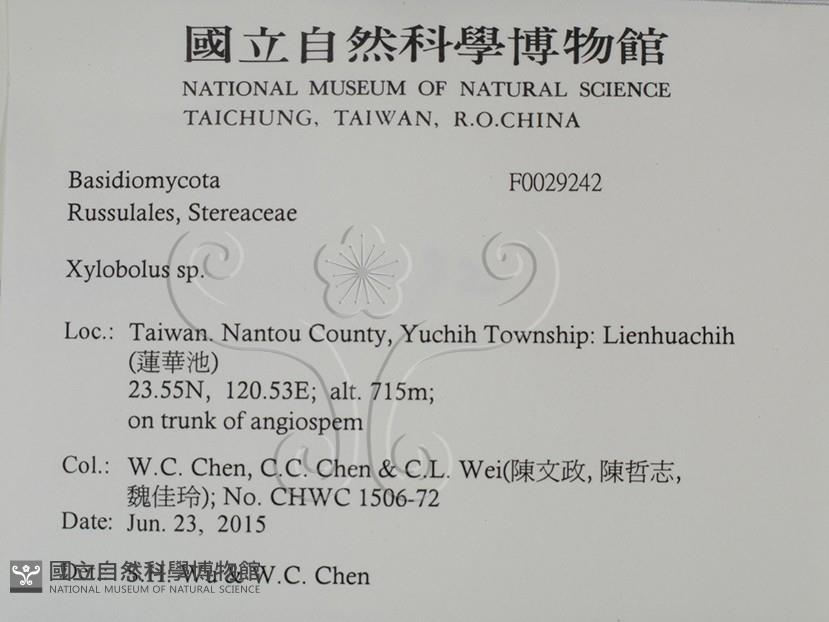 國立自然科學博物館
NATIONAL MUSEUM OF NATURAL SCIENCE
TAICHUNG, TAIWAN, R.O.CHINA
Basidiomycota F0029242
Russulales, Stereaceae
Xylobolus sp.
Loc.: Taiwan. Nantou County, Yuchih Township: Lienhuachih
(蓮華池)
23.55N, 120.53E; alt. 715m;
on trunk of angiospem
Col.: W.C. Chen, C.C. Chen & C.L. Wei(陳文政, 陳哲志,
魏佳玲); No. CHWC 1506-72
Date: Jun. 23, 2015
Det.: S.H. Wu & W.C. Chen
國立自然科學博物館
NATIONAL MUSEUM OF NATURAL SCIENCE